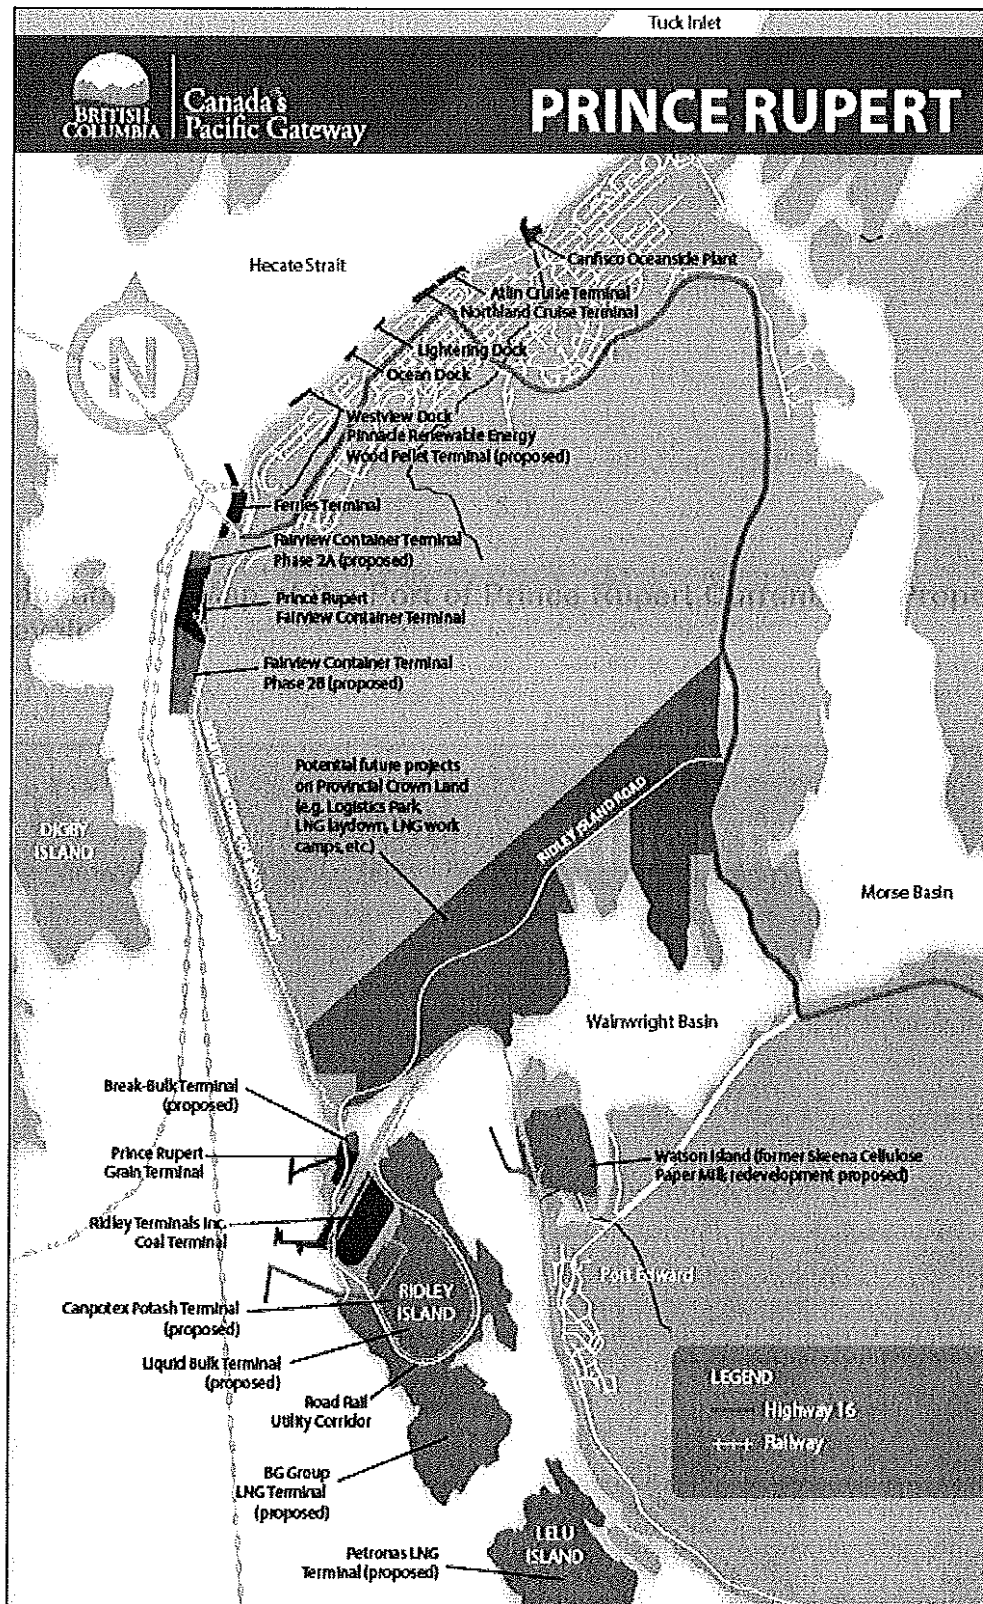 Tuck Inlet
BRITISH
COLUMBIA
Canada's
Pacific Gateway
PRINCE RUPERT
Hecate Strait
Canfisco Oceanside Plant
Atlin Cruise Terminal
Northland Cruise Terminal
N
Lightering Dock
Ocean Dock
Westview Dock
Pinnacle Renewable Energy
Wood Pellet Terminal (proposed)
Ferries Terminal
Fairview Container Terminal
Phase 2A (proposed)
Prince Rupert
Fairview Container Terminal
Fairview Container Terminal
Phase 2B (proposed)
Potential future projects
on Provincial Crown Land
(e.g. Logistics Park,
LNG laydown, LNG work
camps, etc.)
RIDLEY ISLAND ROAD
DIGBY
ISLAND
Morse Basin
Wainwright Basin
Break-Bulk Terminal
(proposed)
Prince Rupert
Grain Terminal
Watson Island (former Skeena Cellulose
Paper Mill; redevelopment proposed)
Ridley Terminals Inc.
Coal Terminal
Port Edward
RIDLEY
ISLAND
Canpotex Potash Terminal
(proposed)
Liquid Bulk Terminal
(proposed)
Road Rail
Utility Corridor
LEGEND
Highway 16
Railway
BG Group
LNG Terminal
(proposed)
LELU
ISLAND
Petronas LNG
Terminal (proposed)